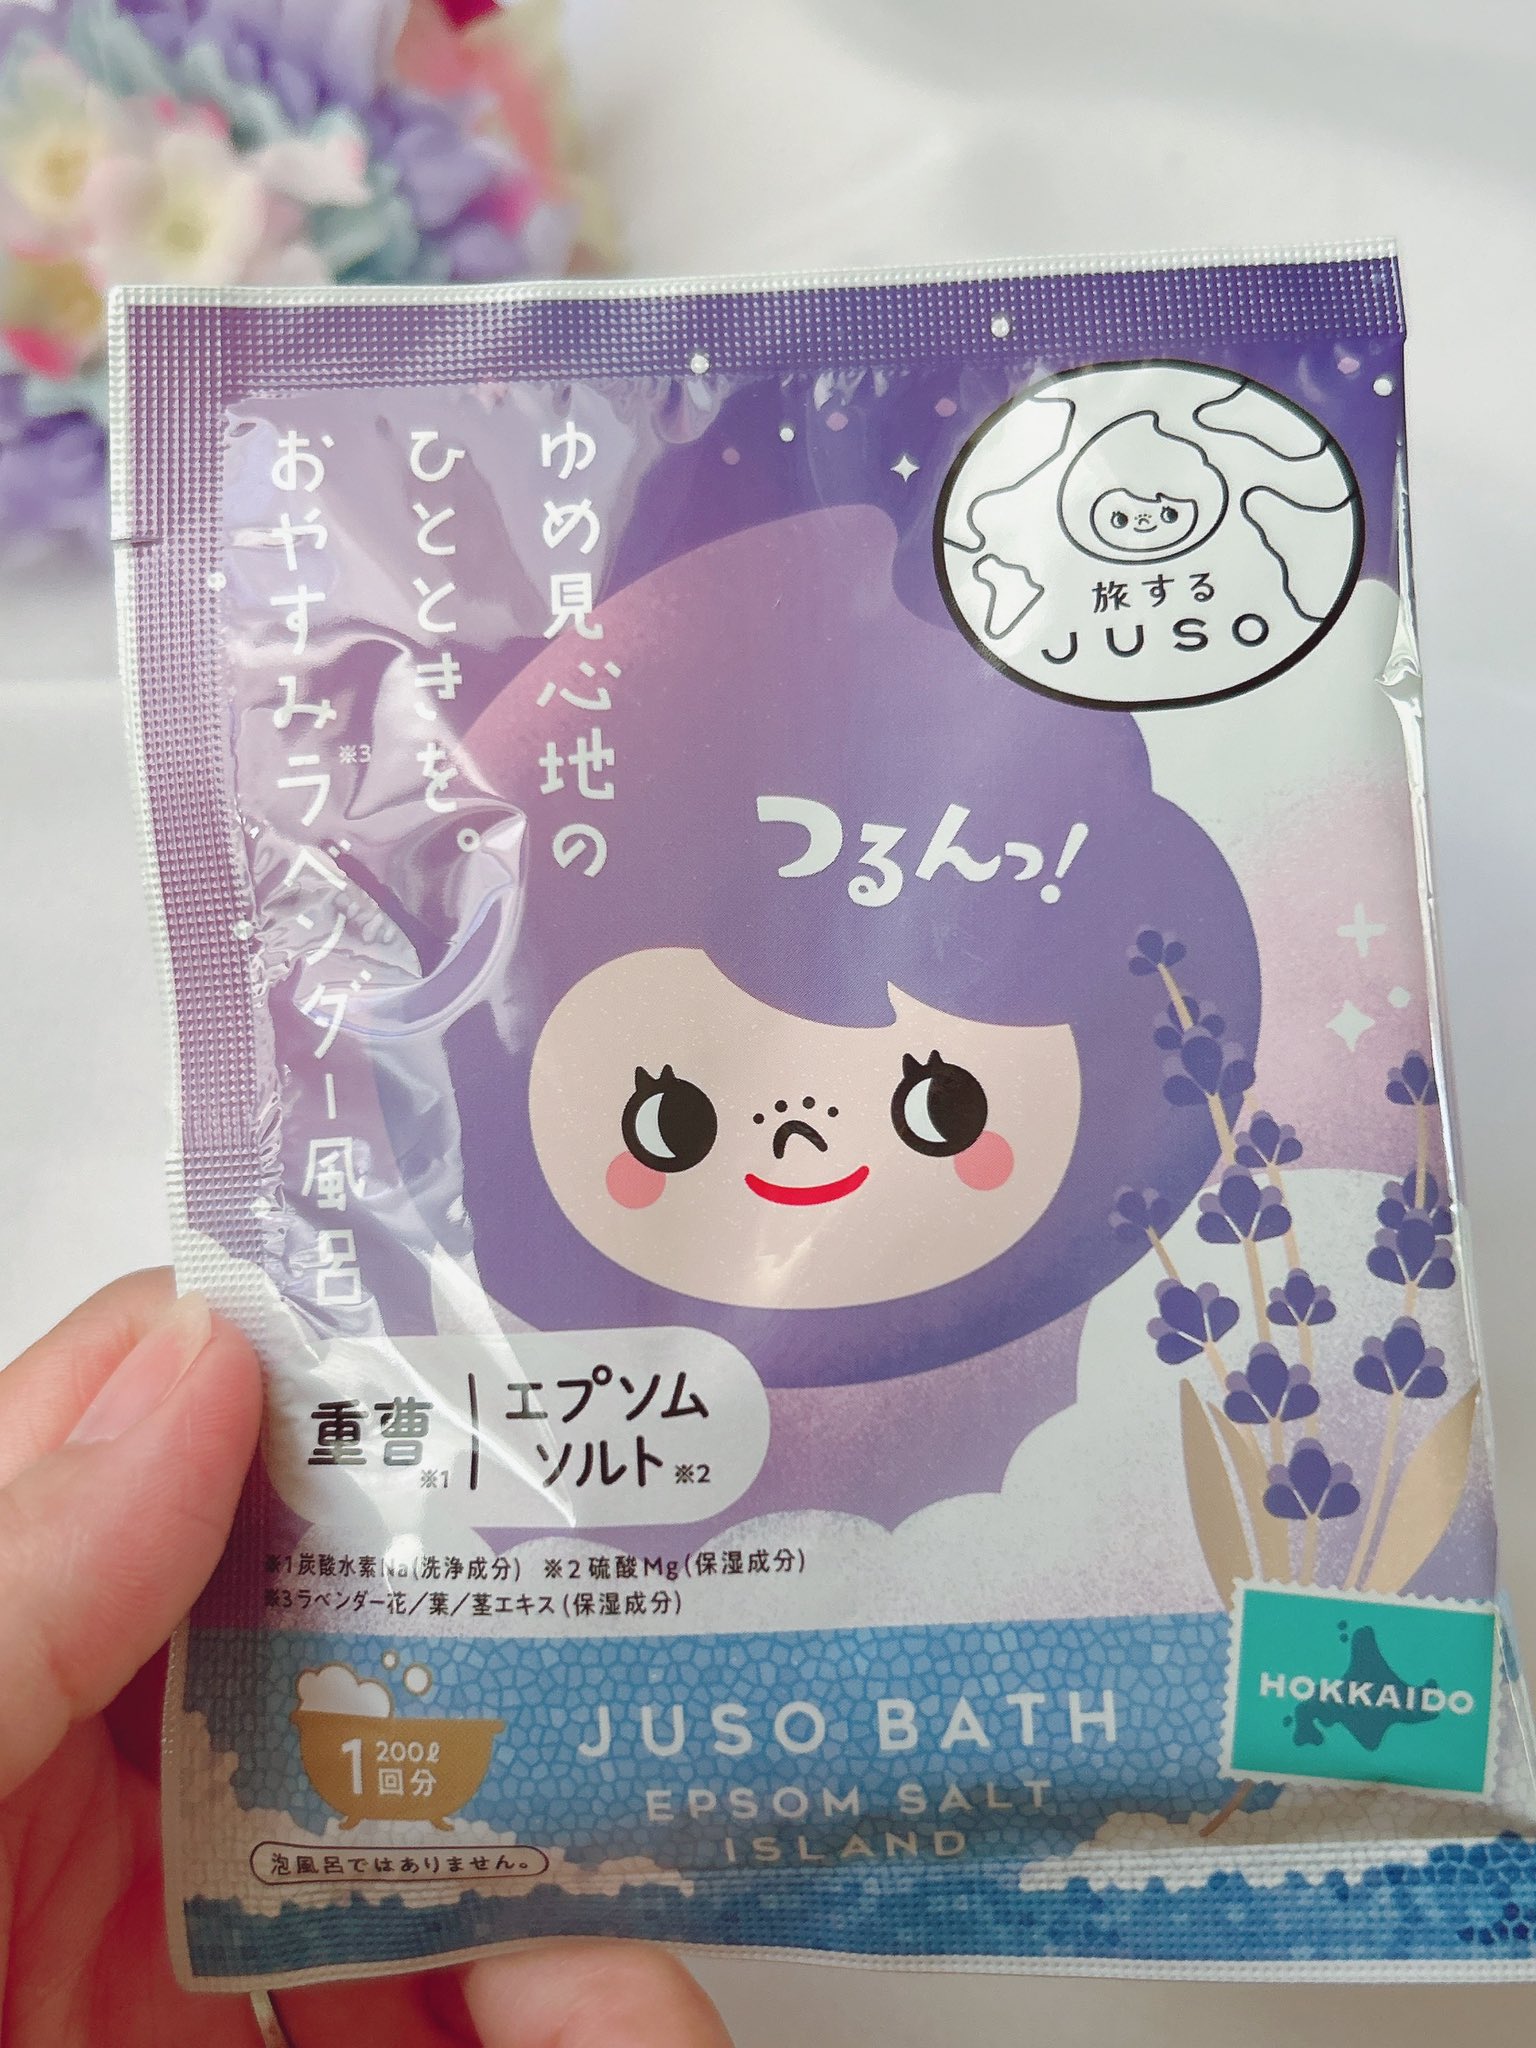 ゆめ見心地の
ひとときを。
おやすみラベンダー風呂
※3
旅する
JUSO
つるんっ!
重曹※1
エプソム
ソルト※2
※1炭酸水素Na(洗浄成分) ※2硫酸Mg(保湿成分)
※3ラベンダー花/葉/茎エキス(保湿成分)
1 200ℓ
回分
泡風呂ではありません。
JUSO BATH
EPSOM SALT
ISLAND
HOKKAIDO